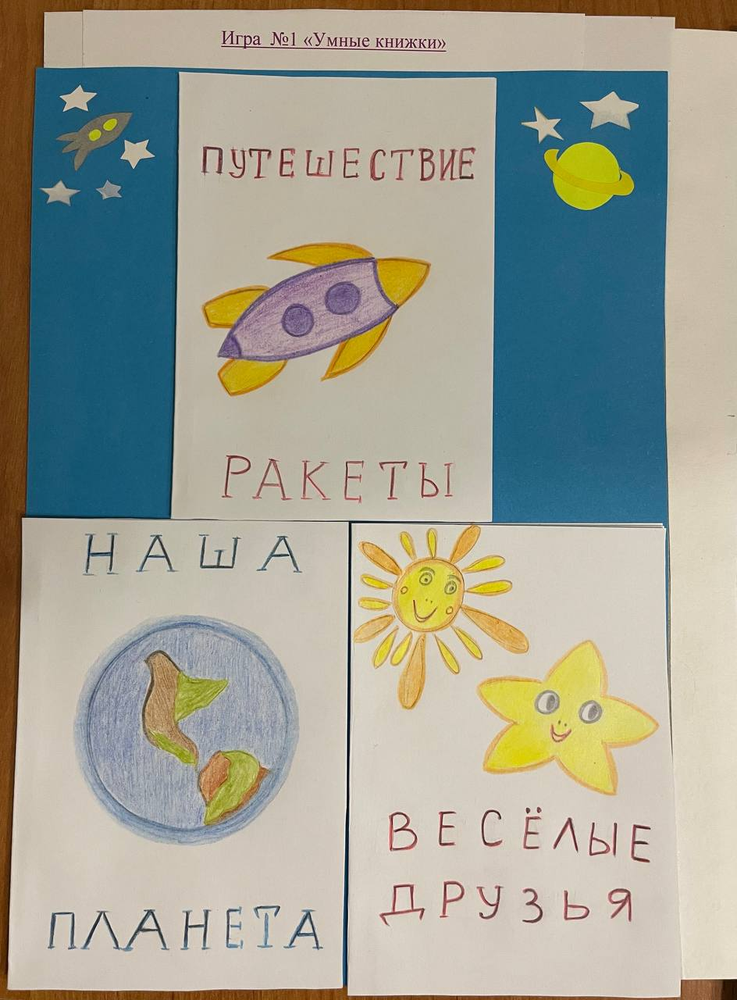 Игра №1 «Умные книжки»
ПУТЕШЕСТВИЕ
РАКЕТЫ
НАША
ПЛАНЕТА
ВЕСЁЛЫЕ
ДРУЗЬЯ